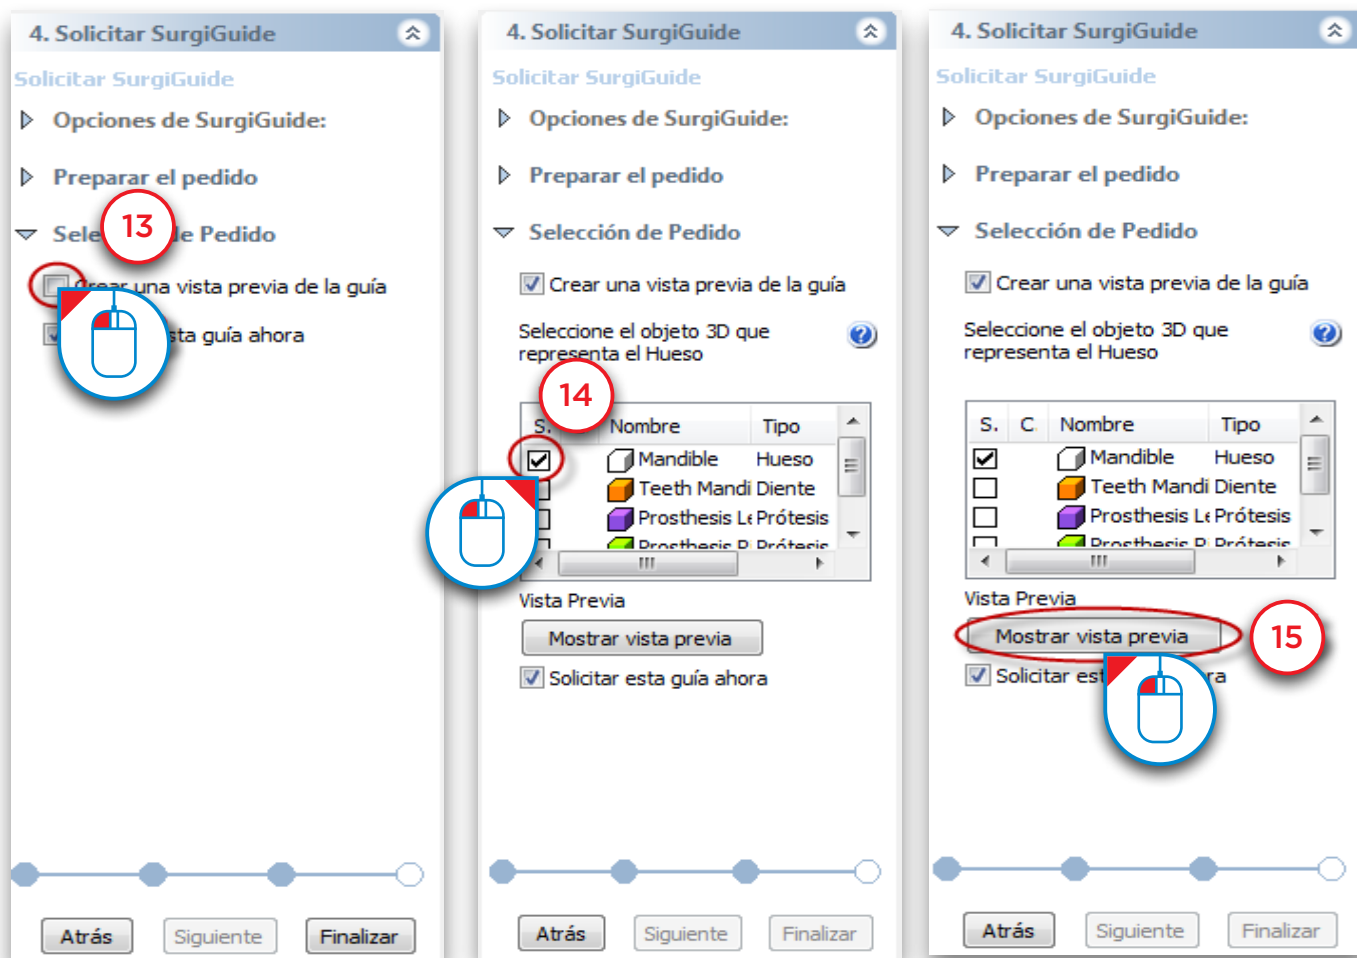 4. Solicitar SurgiGuide
Solicitar SurgiGuide
Opciones de SurgiGuide:
Preparar el pedido
13
de Pedido
una vista previa de la guía
guía ahora
Atrás
Siguiente
Finalizar
4. Solicitar SurgiGuide
Solicitar SurgiGuide
Opciones de SurgiGuide:
Preparar el pedido
Selección de Pedido
Crear una vista previa de la guía
Seleccione el objeto 3D que
representa el Hueso
14
S. Nombre Tipo
Mandible Hueso
Teeth Mandi Diente
Prosthesis Le Prótesis
Prosthesis Prótesis
Vista Previa
Mostrar vista previa
Solicitar esta guía ahora
Atrás
Siguiente
Finalizar
4. Solicitar SurgiGuide
Solicitar SurgiGuide
Opciones de SurgiGuide:
Preparar el pedido
Selección de Pedido
Crear una vista previa de la guía
Seleccione el objeto 3D que
representa el Hueso
S. C. Nombre Tipo
Mandible Hueso
Teeth Mandi Diente
Prosthesis Le Prótesis
Prosthesis Prótesis
Vista Previa
Mostrar vista previa
15
Solicitar
Atrás
Siguiente
Finalizar